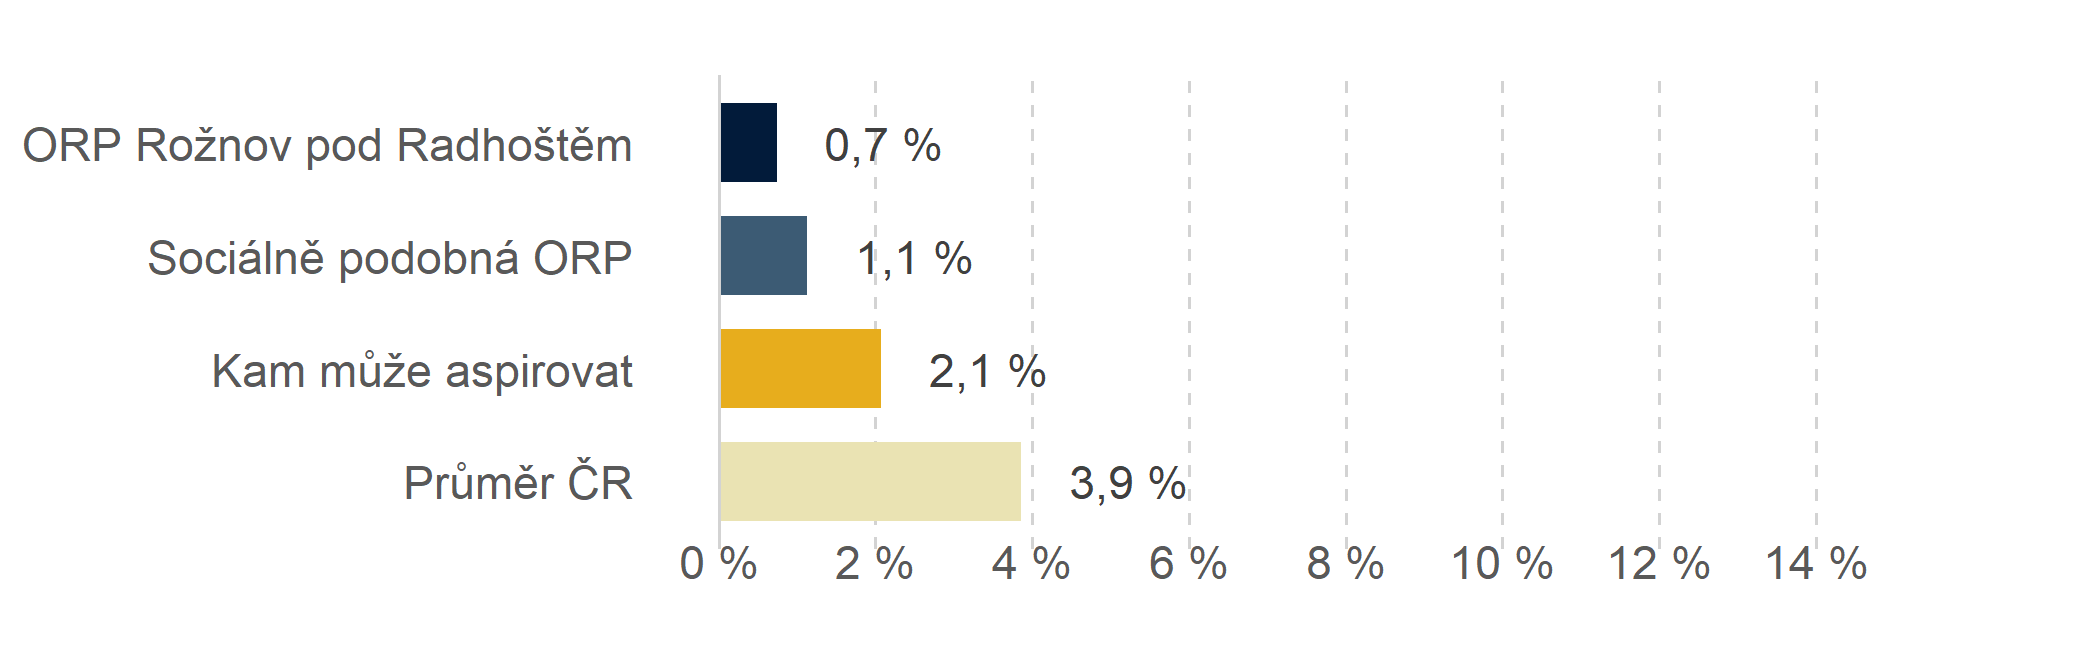 ORP Rožnov pod Radhoštěm 0,7 %
Sociálně podobná ORP 1,1 %
Kam může aspirovat 2,1 %
Průměr ČR 3,9 %
0 % 2 % 4 % 6 % 8 % 10 % 12 % 14 %